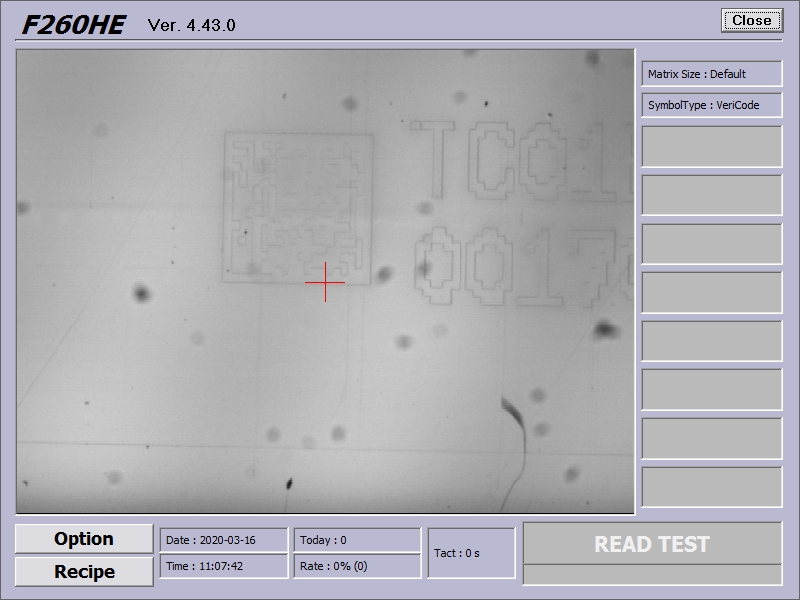 F260HE Ver. 4.43.0
Close
Matrix Size : Default
SymbolType : VeriCode
TC01
0017
Option
Recipe
Date : 2020-03-16
Time : 11:07:42
Today : 0
Rate : 0% (0)
Tact : 0 s
READ TEST